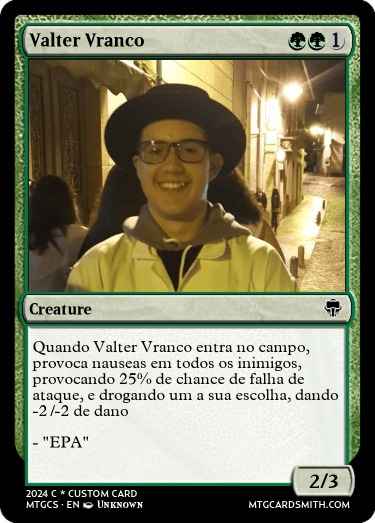 Valter Vranco 1
Creature
Quando Valter Vranco entra no campo,
provoca nauseas em todos os inimigos,
provocando 25% de chance de falha de
ataque, e drogando um a sua escolha, dando
-2/-2 de dano
- "EPA"
2/3
2024 C * CUSTOM CARD
MTGCS · EN Unknown MTGCARDSMITH.COM